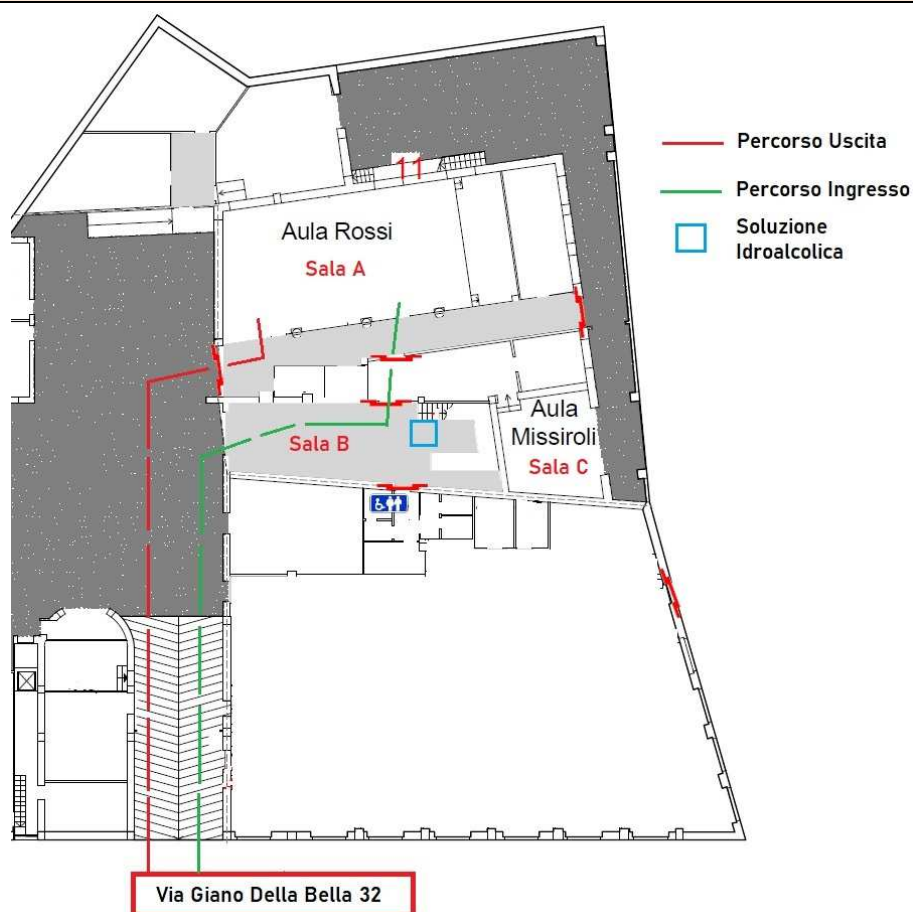 Percorso Uscita
Percorso Ingresso
Soluzione
Idroalcolica
11
Aula Rossi
Sala A
Aula
Missiroli
Sala B
Sala C
Via Giano Della Bella 32